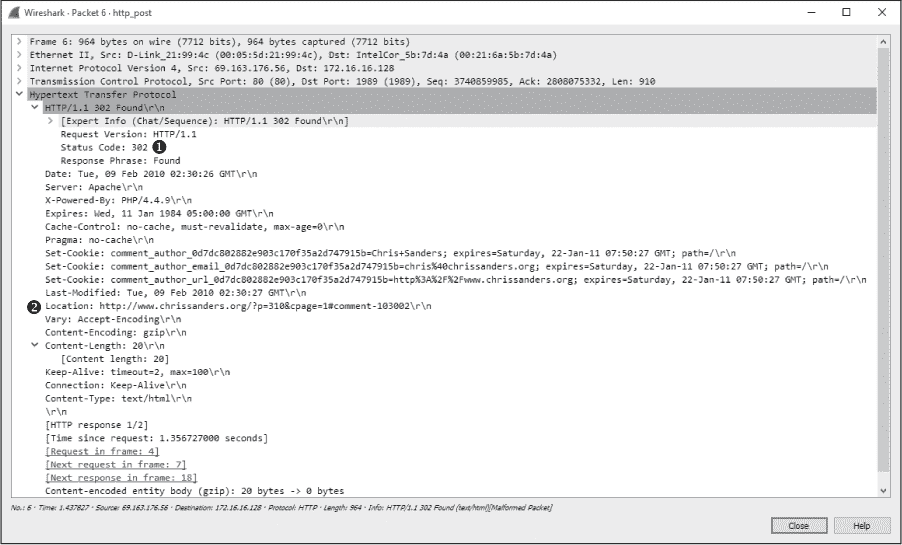 Wireshark · Packet 6 · http_post
Frame 6: 964 bytes on wire (7712 bits), 964 bytes captured (7712 bits)
Ethernet II, Src: D-Link_21:99:4c (00:05:5d:21:99:4c), Dst: IntelCor_5b:7d:4a (00:21:6a:5b:7d:4a)
Internet Protocol Version 4, Src: 69.163.176.56, Dst: 172.16.16.128
Transmission Control Protocol, Src Port: 80 (80), Dst Port: 1989 (1989), Seq: 3740859985, Ack: 2808075332, Len: 910
Hypertext Transfer Protocol
HTTP/1.1 302 Found\r\n
[Expert Info (Chat/Sequence): HTTP/1.1 302 Found\r\n]
Request Version: HTTP/1.1
Status Code: 302 ❶
Response Phrase: Found
Date: Tue, 09 Feb 2010 02:30:26 GMT\r\n
Server: Apache\r\n
X-Powered-By: PHP/4.4.9\r\n
Expires: Wed, 11 Jan 1984 05:00:00 GMT\r\n
Cache-Control: no-cache, must-revalidate, max-age=0\r\n
Pragma: no-cache\r\n
Set-Cookie: comment_author_0d7dc802882e903c170f35a2d747915b=Chris+Sanders; expires=Saturday, 22-Jan-11 07:50:27 GMT; path=/\r\n
Set-Cookie: comment_author_email_0d7dc802882e903c170f35a2d747915b=chris%40chrissanders.org; expires=Saturday, 22-Jan-11 07:50:27 GMT; path=/\r\n
Set-Cookie: comment_author_url_0d7dc802882e903c170f35a2d747915b=http%3A%2F%2Fwww.chrissanders.org; expires=Saturday, 22-Jan-11 07:50:27 GMT; path=/\r\n
Last-Modified: Tue, 09 Feb 2010 02:30:27 GMT\r\n
❷ Location: http://www.chrissanders.org/?p=310&cpage=1#comment-103002\r\n
Vary: Accept-Encoding\r\n
Content-Encoding: gzip\r\n
Content-Length: 20\r\n
[Content length: 20]
Keep-Alive: timeout=2, max=100\r\n
Connection: Keep-Alive\r\n
Content-Type: text/html\r\n
\r\n
[HTTP response 1/2]
[Time since request: 1.356727000 seconds]
[Request in frame: 4]
[Next request in frame: 7]
[Next response in frame: 18]
Content-encoded entity body (gzip): 20 bytes -> 0 bytes
No.: 6 · Time: 1.437827 · Source: 69.163.176.56 · Destination: 172.16.16.128 · Protocol: HTTP · Length: 964 · Info: HTTP/1.1 302 Found (text/html)[Malformed Packet]
Close Help